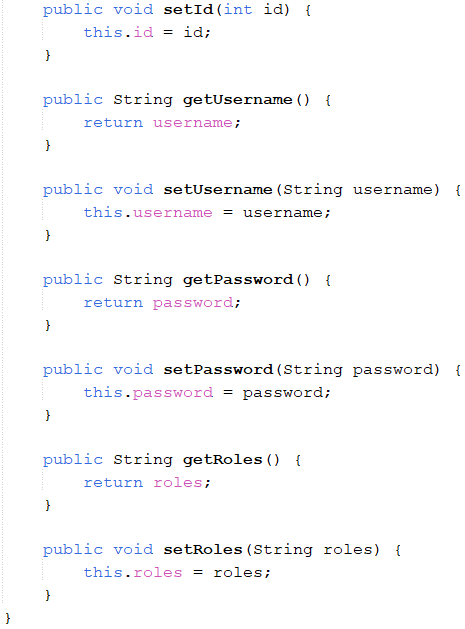 public void setId(int id) {
this.id = id;
}
public String getUsername() {
return username;
}
public void setUsername(String username) {
this.username = username;
}
public String getPassword() {
return password;
}
public void setPassword(String password) {
this.password = password;
}
public String getRoles() {
return roles;
}
public void setRoles(String roles) {
this.roles = roles;
}
}